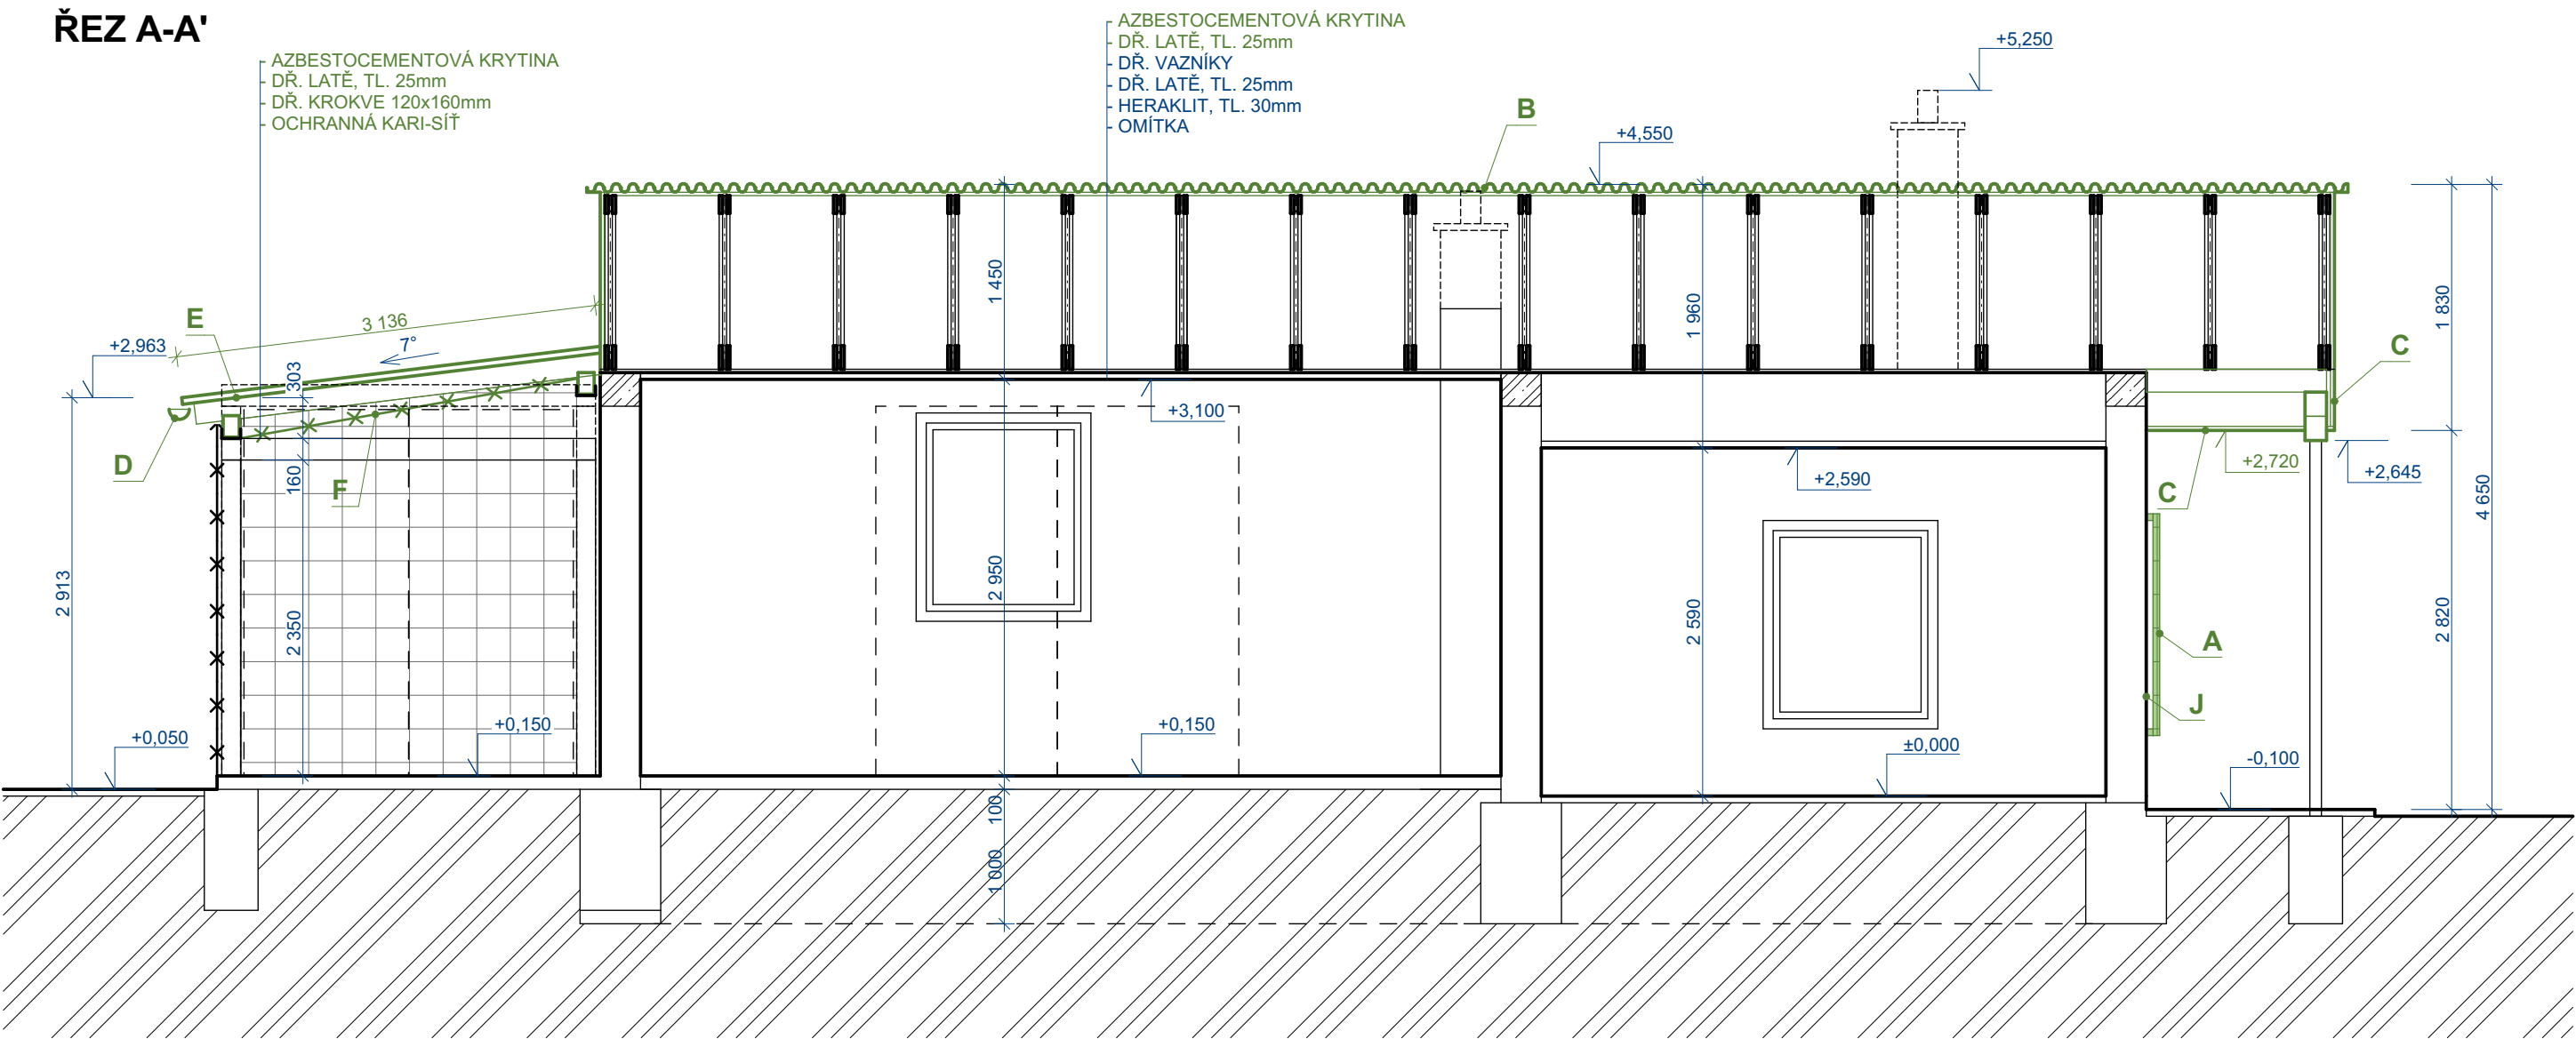 ŘEZ A-A'
- AZBESTOCEMENTOVÁ KRYTINA
- DŘ. LATĚ, TL. 25mm
- DŘ. KROKVE 120x160mm
- OCHRANNÁ KARI-SÍŤ
- AZBESTOCEMENTOVÁ KRYTINA
- DŘ. LATĚ, TL. 25mm
- DŘ. VAZNÍKY
- DŘ. LATĚ, TL. 25mm
- HERAKLIT, TL. 30mm
- OMÍTKA
+5,250
B
+4,550
1 450
1 960
1 830
4 650
E
3 136
7°
+2,963
303
C
+3,100
D
F
160
+2,590
+2,720
+2,645
C
2 913
2 350
2 950
2 590
2 820
A
J
+0,050
+0,150
+0,150
±0,000
-0,100
100
1 000